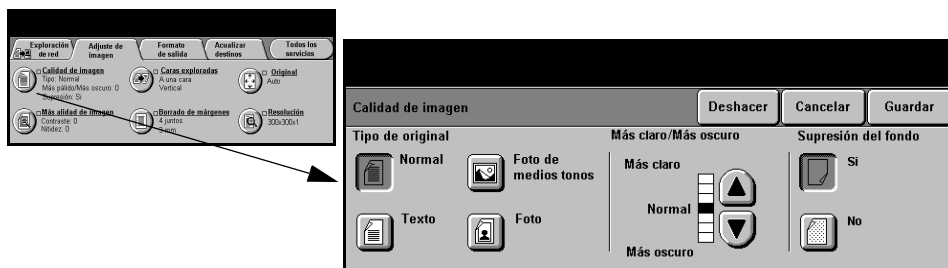 Exploración de red
Adjuste de imagen
Formato de salida
Acualizar destinos
Todos los servicios
Calidad de imagen
Tipo: Normal
Más pálido/Más oscuro: 0
Supresión: Si
Caras exploradas
A una cara
Vertical
Original
Auto
Más alidad de imagen
Contraste: 0
Nitidez: 0
Borrado de márgenes
4 juntos
3 mm
Resolución
300x300x1
Calidad de imagen
Deshacer
Cancelar
Guardar
Tipo de original
Más claro/Más oscuro
Supresión del fondo
Normal
Foto de
medios tonos
Texto
Foto
Más claro
Normal
Más oscuro
Si
No